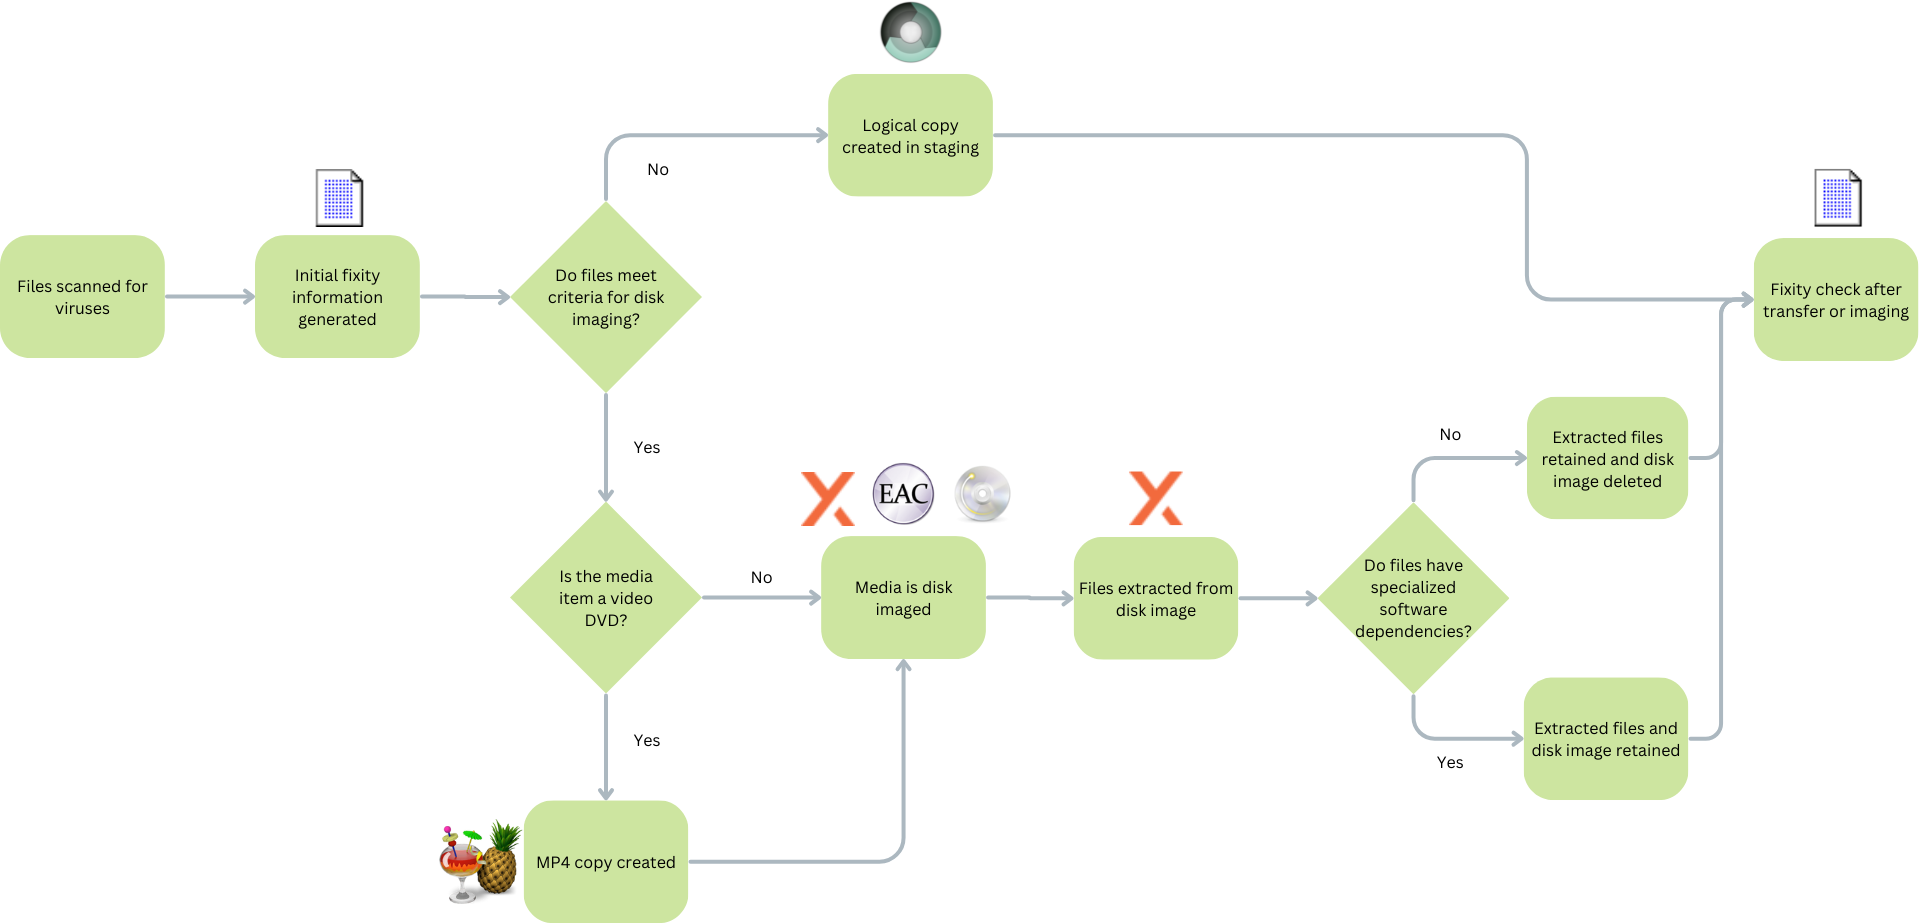 Logical copy
created in staging
No
Files scanned for
viruses
Initial fixity
information
generated
Do files meet
criteria for disk
imaging?
Fixity check after
transfer or imaging
Yes
No
Extracted files
retained and disk
image deleted
EAC
Is the media
item a video
DVD?
No
Media is disk
imaged
Files extracted from
disk image
Do files have
specialized
software
dependencies?
Yes
Yes
Extracted files and
disk image retained
MP4 copy created